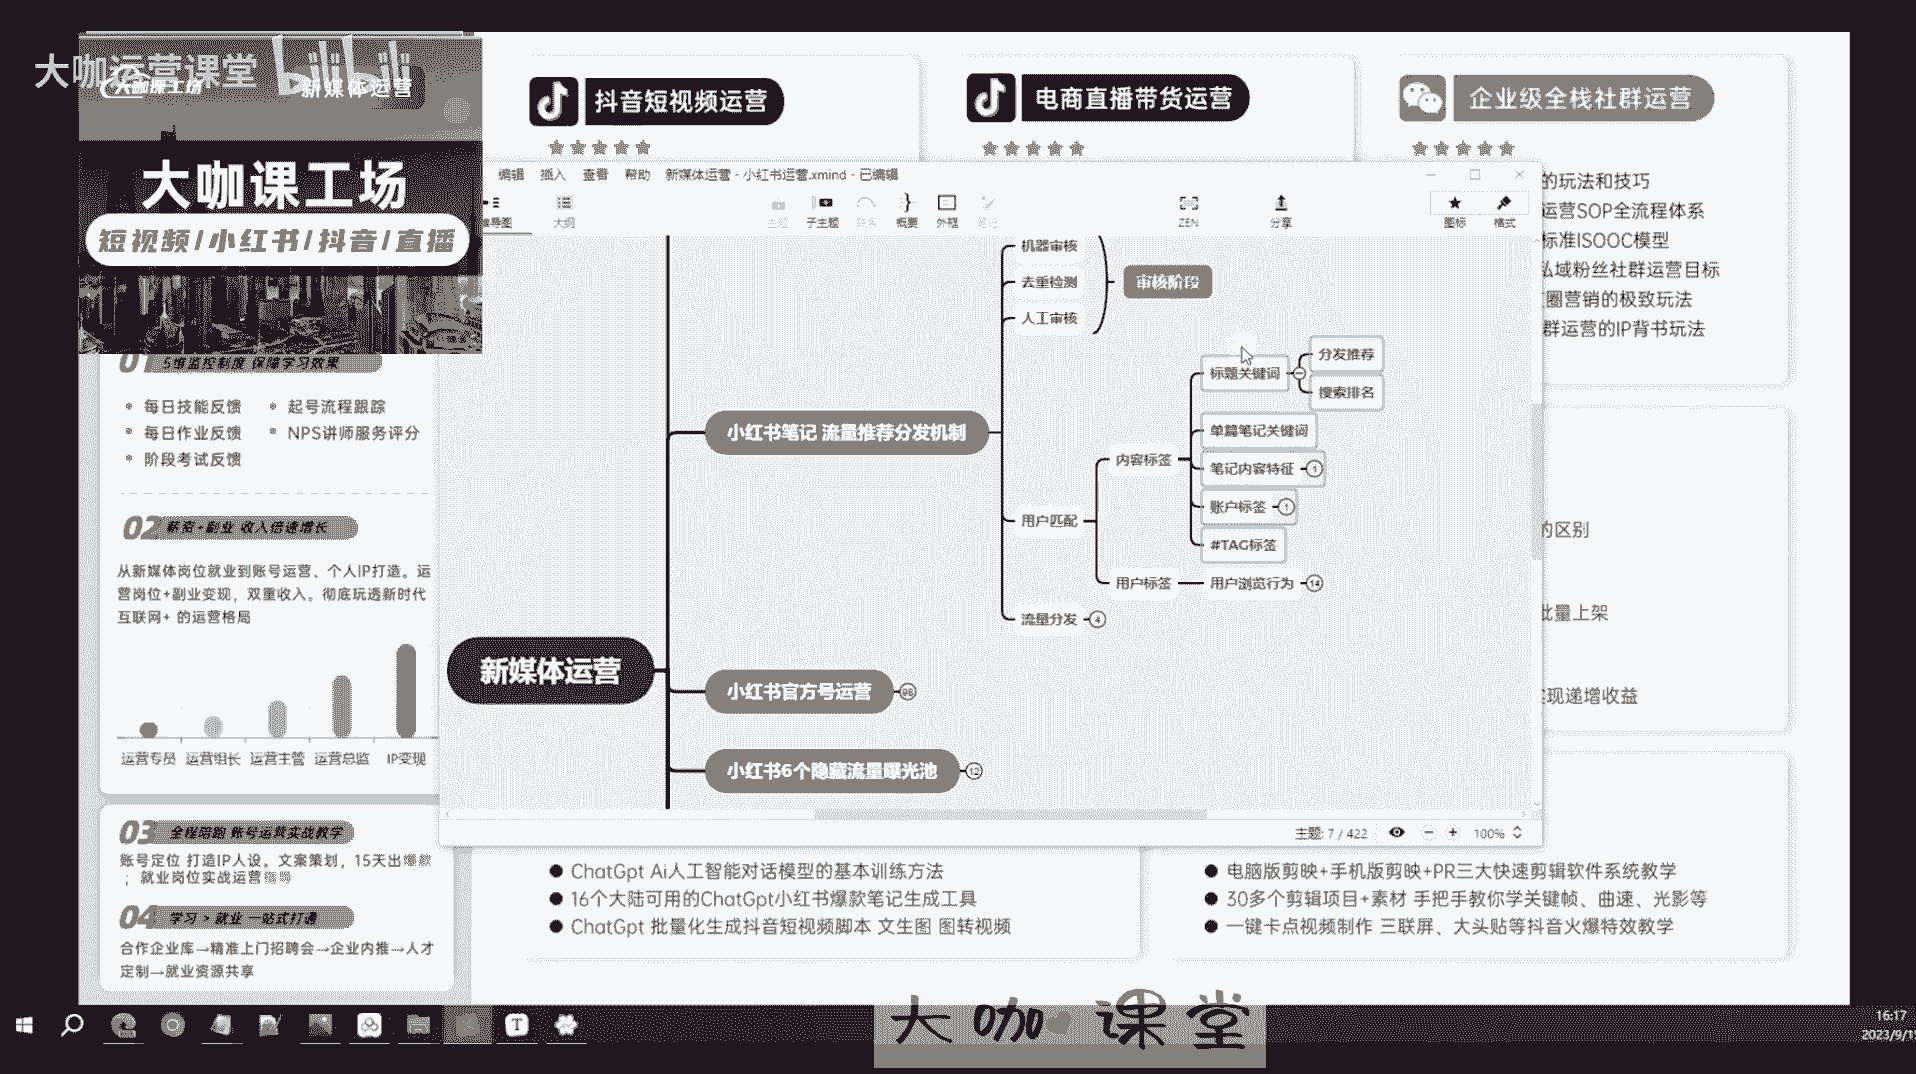 大咖运营课堂
bilibili
大咖课工场
新媒体运营
大咖课工场
短视频/小红书/抖音/直播
抖音短视频运营
电商直播带货运营
企业级全栈社群运营
的玩法和技巧
运营SOP全流程体系
标准ISOOC模型
私域粉丝社群运营目标
圈营销的极致玩法
群运营的IP背书玩法
编辑 插入 查看 帮助 新媒体运营 - 小红书运营.xmind - 已编辑
导图 大纲 主题 子主题 联系 概要 外框 笔记 ZEN 分享 图标 格式
机器审核
去重检测
人工审核
审核阶段
小红书笔记 流量推荐分发机制
标题关键词
分发推荐
搜索排名
单篇笔记关键词
内容标签
笔记内容特征 1
账户标签 1
用户匹配
#TAG标签
用户标签
用户浏览行为 14
流量分发 4
新媒体运营
小红书官方号运营 98
小红书6个隐藏流量曝光池 12
主题: 7 / 422
100%
01 5维监控制度 保障学习效果
每日技能反馈 起号流程跟踪
每日作业反馈 NPS讲师服务评分
阶段考试反馈
02 薪资+副业 收入倍速增长
从新媒体岗位就业到账号运营、个人IP打造。运
营岗位+副业变现，双重收入。彻底玩透新时代
互联网+ 的运营格局
运营专员 运营组长 运营主管 运营总监 IP变现
03 全程陪跑 账号运营实战教学
账号定位 打造IP人设。文案策划，15天出爆款
；就业岗位实战运营指导
04 学习 > 就业 一站式打通
合作企业库→精准上门招聘会→企业内推→人才
定制→就业资源共享
的区别
批量上架
实现递增收益
ChatGpt Ai人工智能对话模型的基本训练方法
16个大陆可用的ChatGpt小红书爆款笔记生成工具
ChatGpt 批量化生成抖音短视频脚本 文生图 图转视频
电脑版剪映+手机版剪映+PR三大快速剪辑软件系统教学
30多个剪辑项目+素材 手把手教你学关键帧、曲速、光影等
一键卡点视频制作 三联屏、大头贴等抖音火爆特效教学
大咖课堂
16:17
2023/9/1